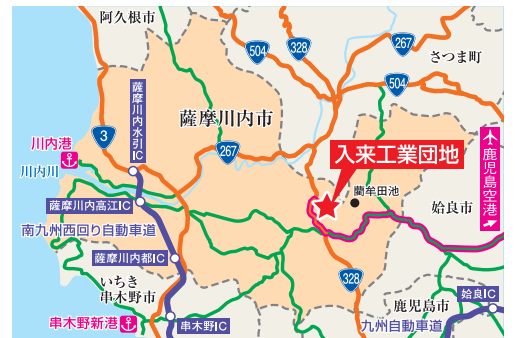 阿久根市
504
328
267
さつま町
504
薩摩川内市
薩摩川内水引IC
3
川内港
267
入来工業団地
川内川
鹿児島空港
藺牟田池
薩摩川内高江IC
姶良市
南九州西回り自動車道
薩摩川内都IC
328
いちき
串木野市
姶良IC
鹿児島市
串木野新港
串木野IC
九州自動車道